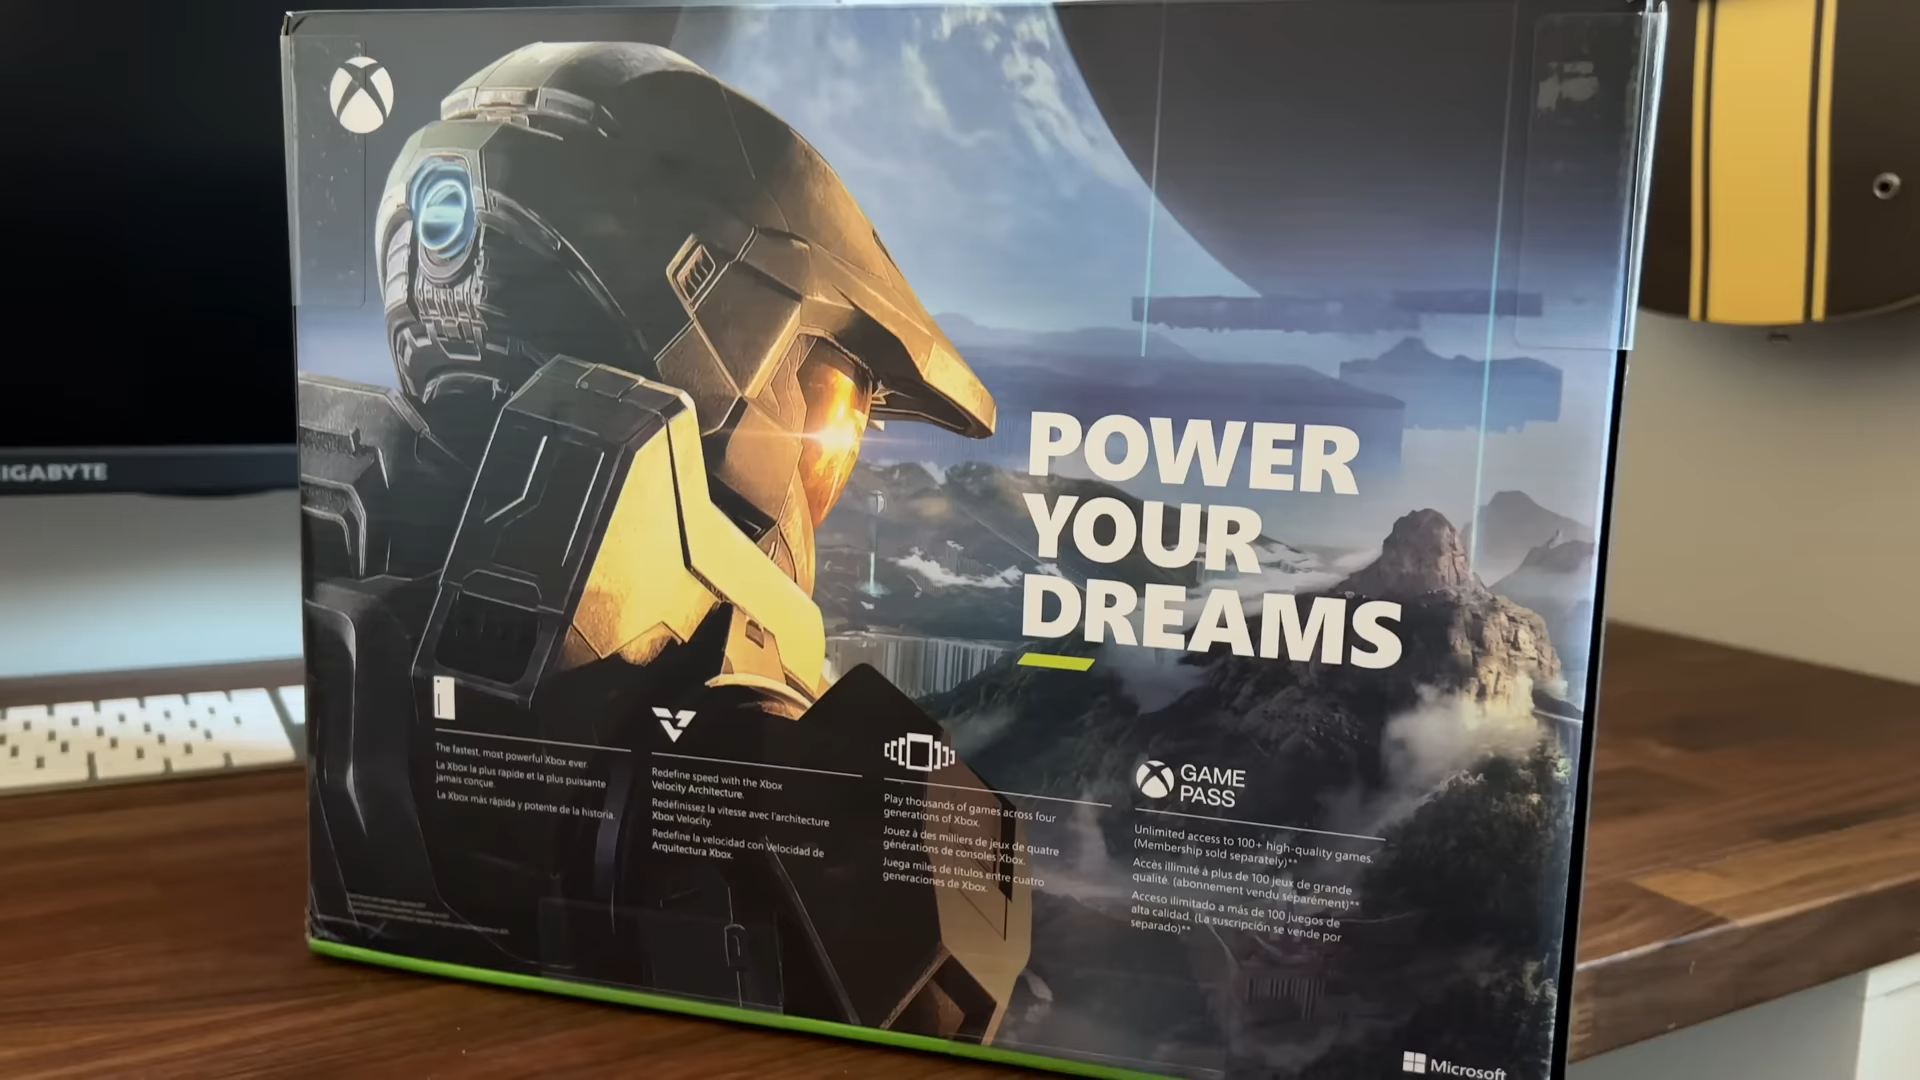 POWER
YOUR
DREAMS
IGABYTE
The fastest, most powerful Xbox ever.
La Xbox la plus rapide et la plus puissante
jamais conçue.
La Xbox más rápida y potente de la historia.
Redefine speed with the Xbox
Velocity Architecture.
Redéfinissez la vitesse avec l'architecture
Xbox Velocity.
Redefine la velocidad con Velocidad de
Arquitectura Xbox.
Play thousands of games across four
generations of Xbox.
Jouez à des milliers de jeux de quatre
générations de consoles Xbox.
Juega miles de títulos entre cuatro
generaciones de Xbox.
GAME
PASS
Unlimited access to 100+ high-quality games.
(Membership sold separately)**
Accès illimité à plus de 100 jeux de grande
qualité. (abonnement vendu séparément)**
Acceso ilimitado a más de 100 juegos de
alta calidad. (La suscripción se vende por
separado)**
Microsoft